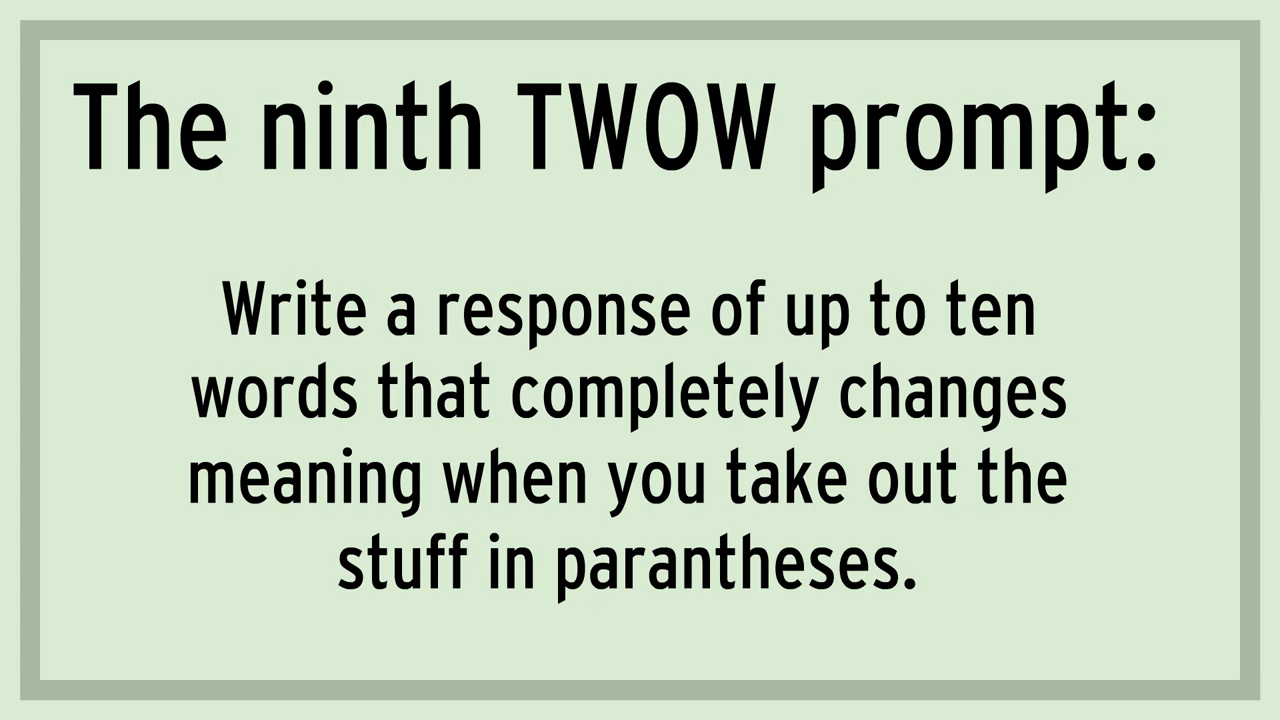 The ninth TWOW prompt:
Write a response of up to ten
words that completely changes
meaning when you take out the
stuff in parantheses.